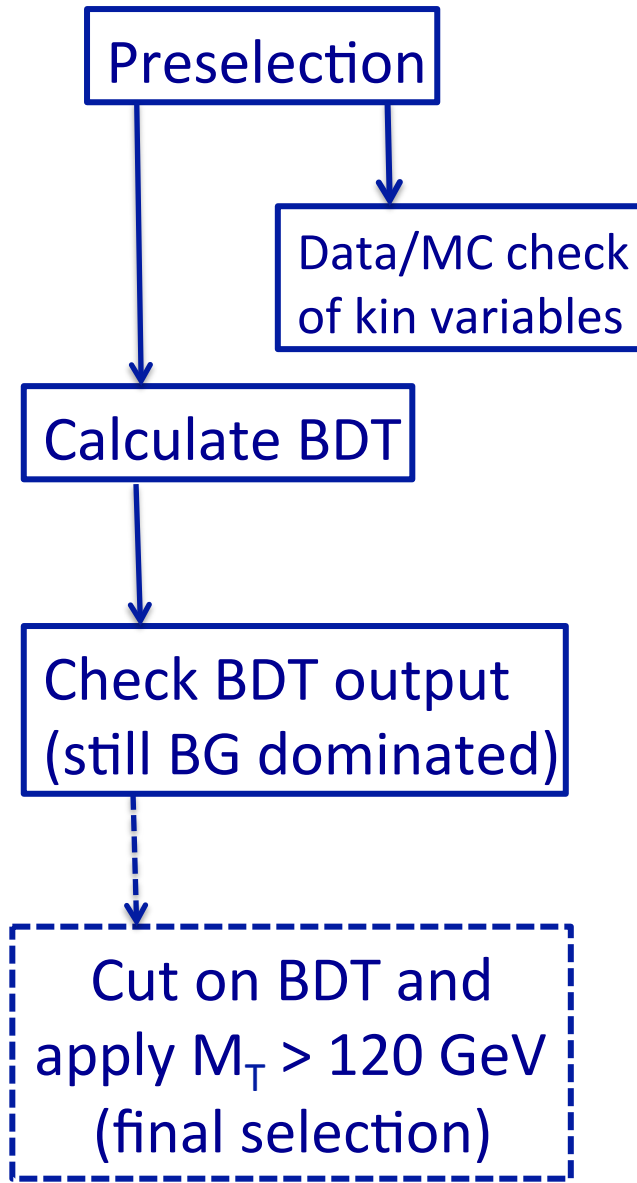 Preselection
Data/MC check
of kin variables
Calculate BDT
Check BDT output
(still BG dominated)
Cut on BDT and
apply M_T > 120 GeV
(final selection)